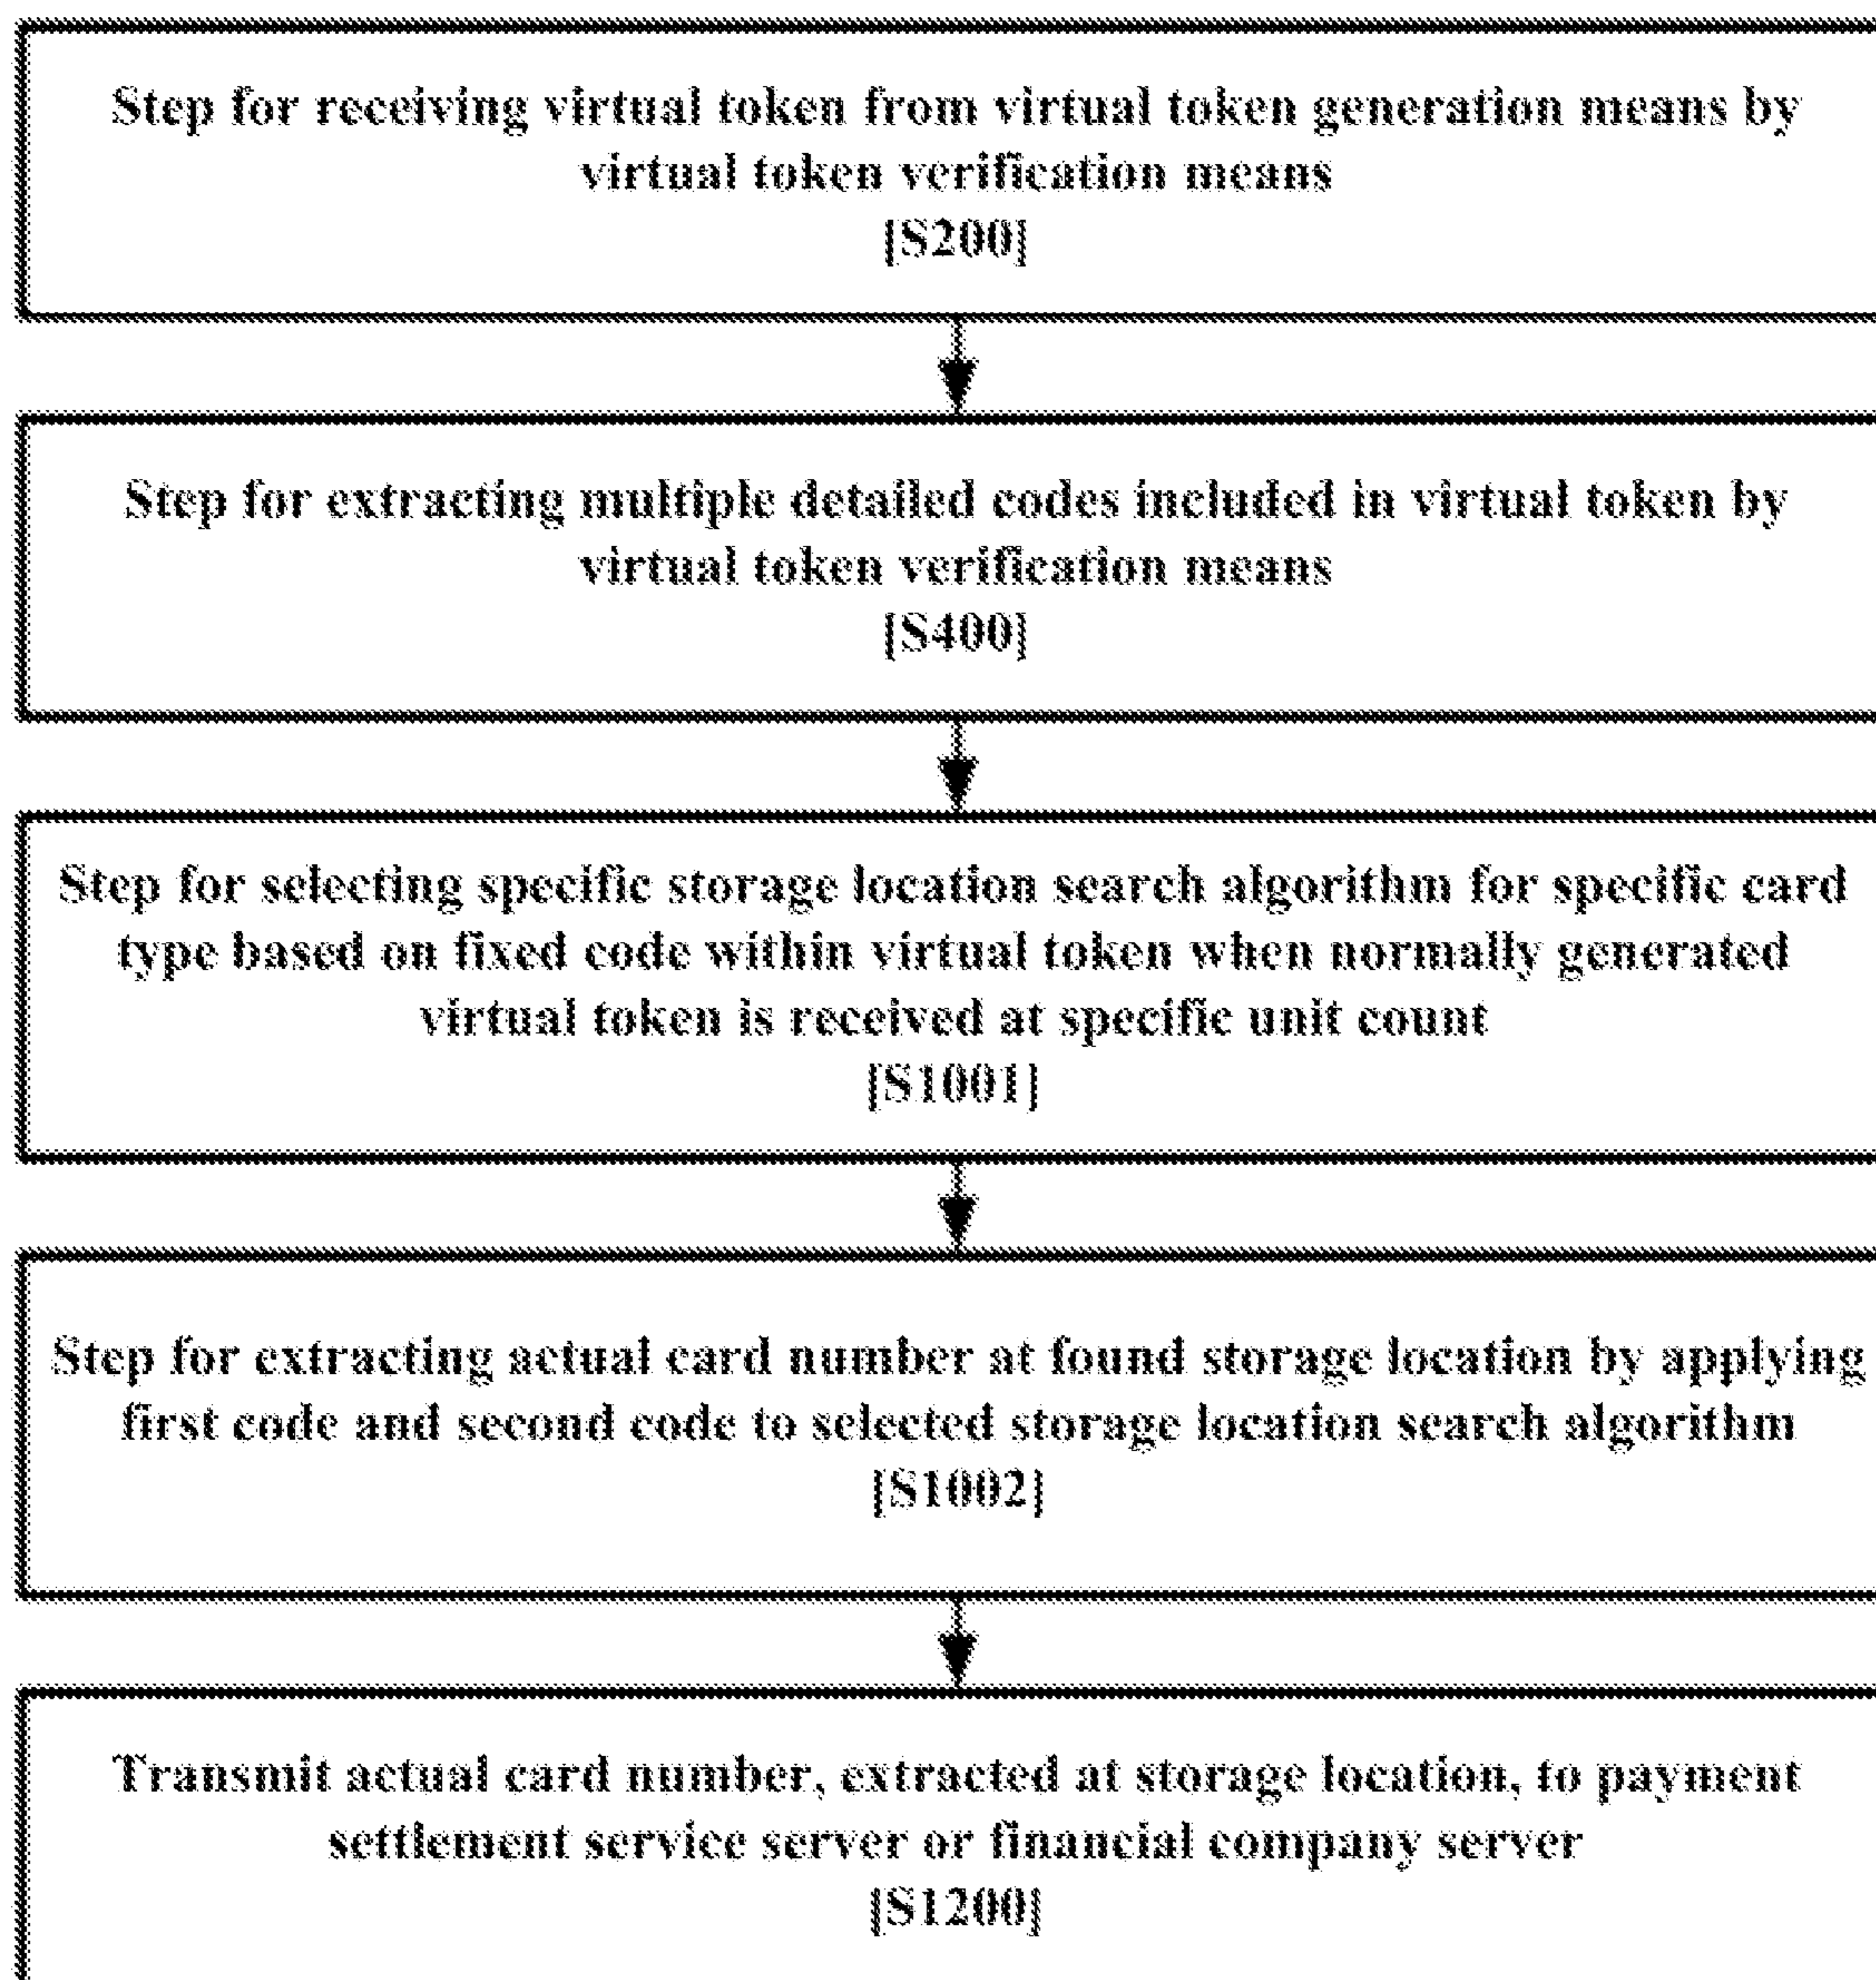 Step for receiving virtual token from virtual token generation means by
virtual token verification means
[S200]
Step for extracting multiple detailed codes included in virtual token by
virtual token verification means
[S400]
Step for selecting specific storage location search algorithm for specific card
type based on fixed code within virtual token when normally generated
virtual token is received at specific unit count
[S1001]
Step for extracting actual card number at found storage location by applying
first code and second code to selected storage location search algorithm
[S1002]
Transmit actual card number, extracted at storage location, to payment
settlement service server or financial company server
[S1200]